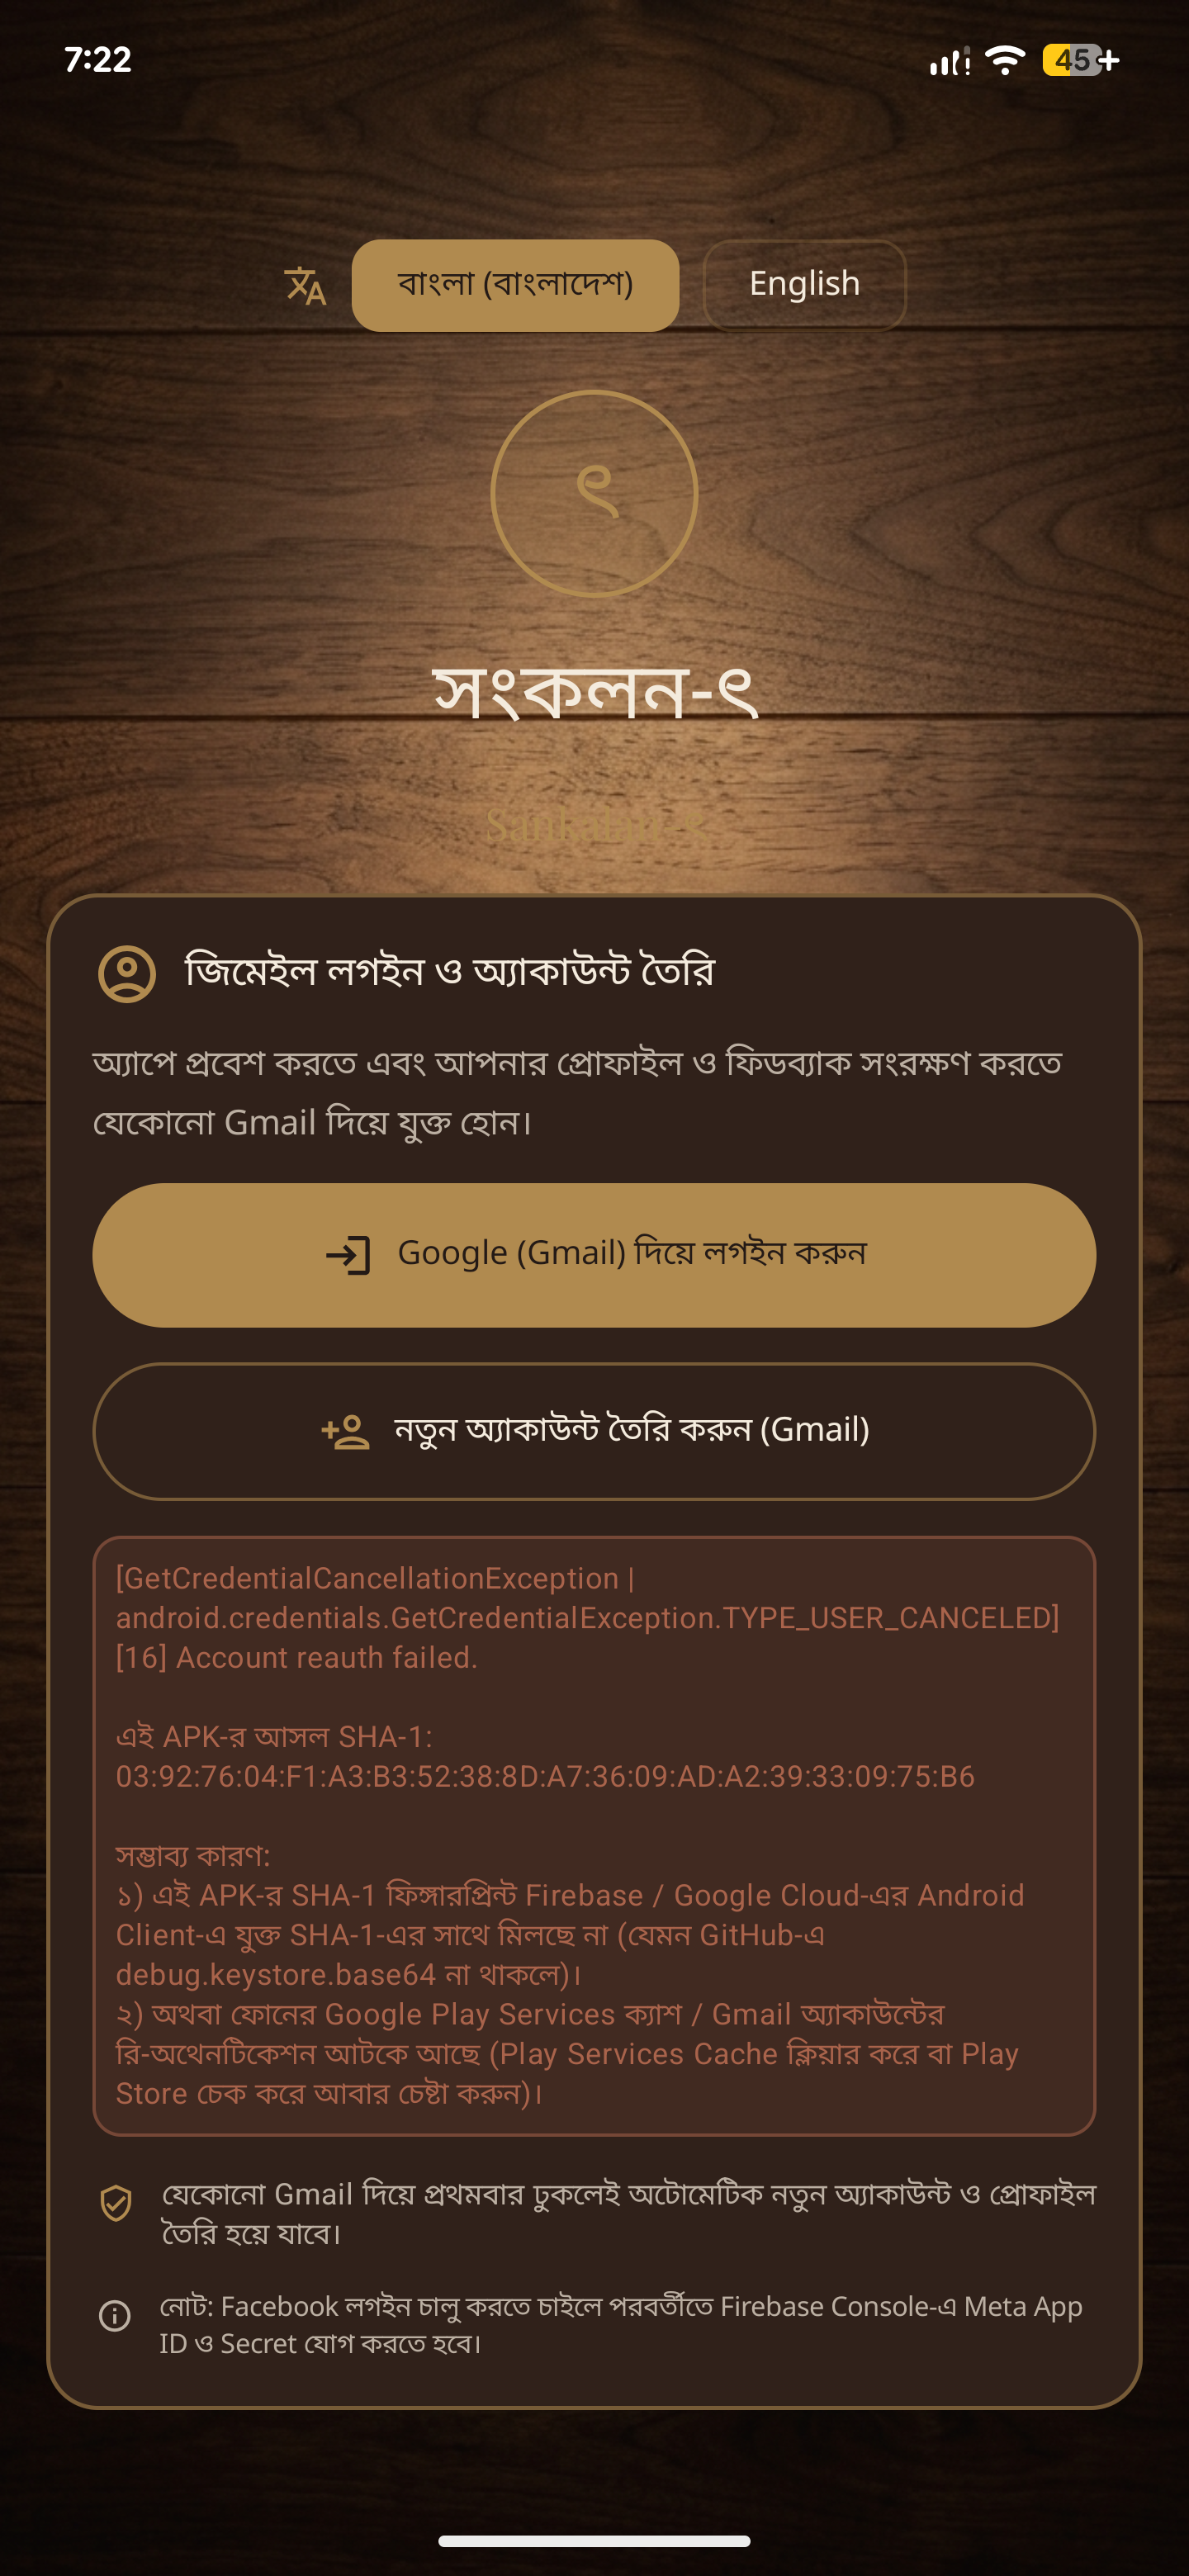 7:22
45
বাংলা (বাংলাদেশ)
English
ৎ
সংকলন-ৎ
Sankalan-ৎ
জিমেইল লগইন ও অ্যাকাউন্ট তৈরি
অ্যাপে প্রবেশ করতে এবং আপনার প্রোফাইল ও ফিডব্যাক সংরক্ষণ করতে
যেকোনো Gmail দিয়ে যুক্ত হোন।
Google (Gmail) দিয়ে লগইন করুন
নতুন অ্যাকাউন্ট তৈরি করুন (Gmail)
[GetCredentialCancellationException |
android.credentials.GetCredentialException.TYPE_USER_CANCELED]
[16] Account reauth failed.
এই APK-র আসল SHA-1:
03:92:76:04:F1:A3:B3:52:38:8D:A7:36:09:AD:A2:39:33:09:75:B6
সম্ভাব্য কারণ:
১) এই APK-র SHA-1 ফিঙ্গারপ্রিন্ট Firebase / Google Cloud-এর Android
Client-এ যুক্ত SHA-1-এর সাথে মিলছে না (যেমন GitHub-এ
debug.keystore.base64 না থাকলে)।
২) অথবা ফোনের Google Play Services ক্যাশ / Gmail অ্যাকাউন্টের
রি-অথেনটিকেশন আটকে আছে (Play Services Cache ক্লিয়ার করে বা Play
Store চেক করে আবার চেষ্টা করুন)।
যেকোনো Gmail দিয়ে প্রথমবার ঢুকলেই অটোমেটিক নতুন অ্যাকাউন্ট ও প্রোফাইল
তৈরি হয়ে যাবে।
নোট: Facebook লগইন চালু করতে চাইলে পরবর্তীতে Firebase Console-এ Meta App
ID ও Secret যোগ করতে হবে।